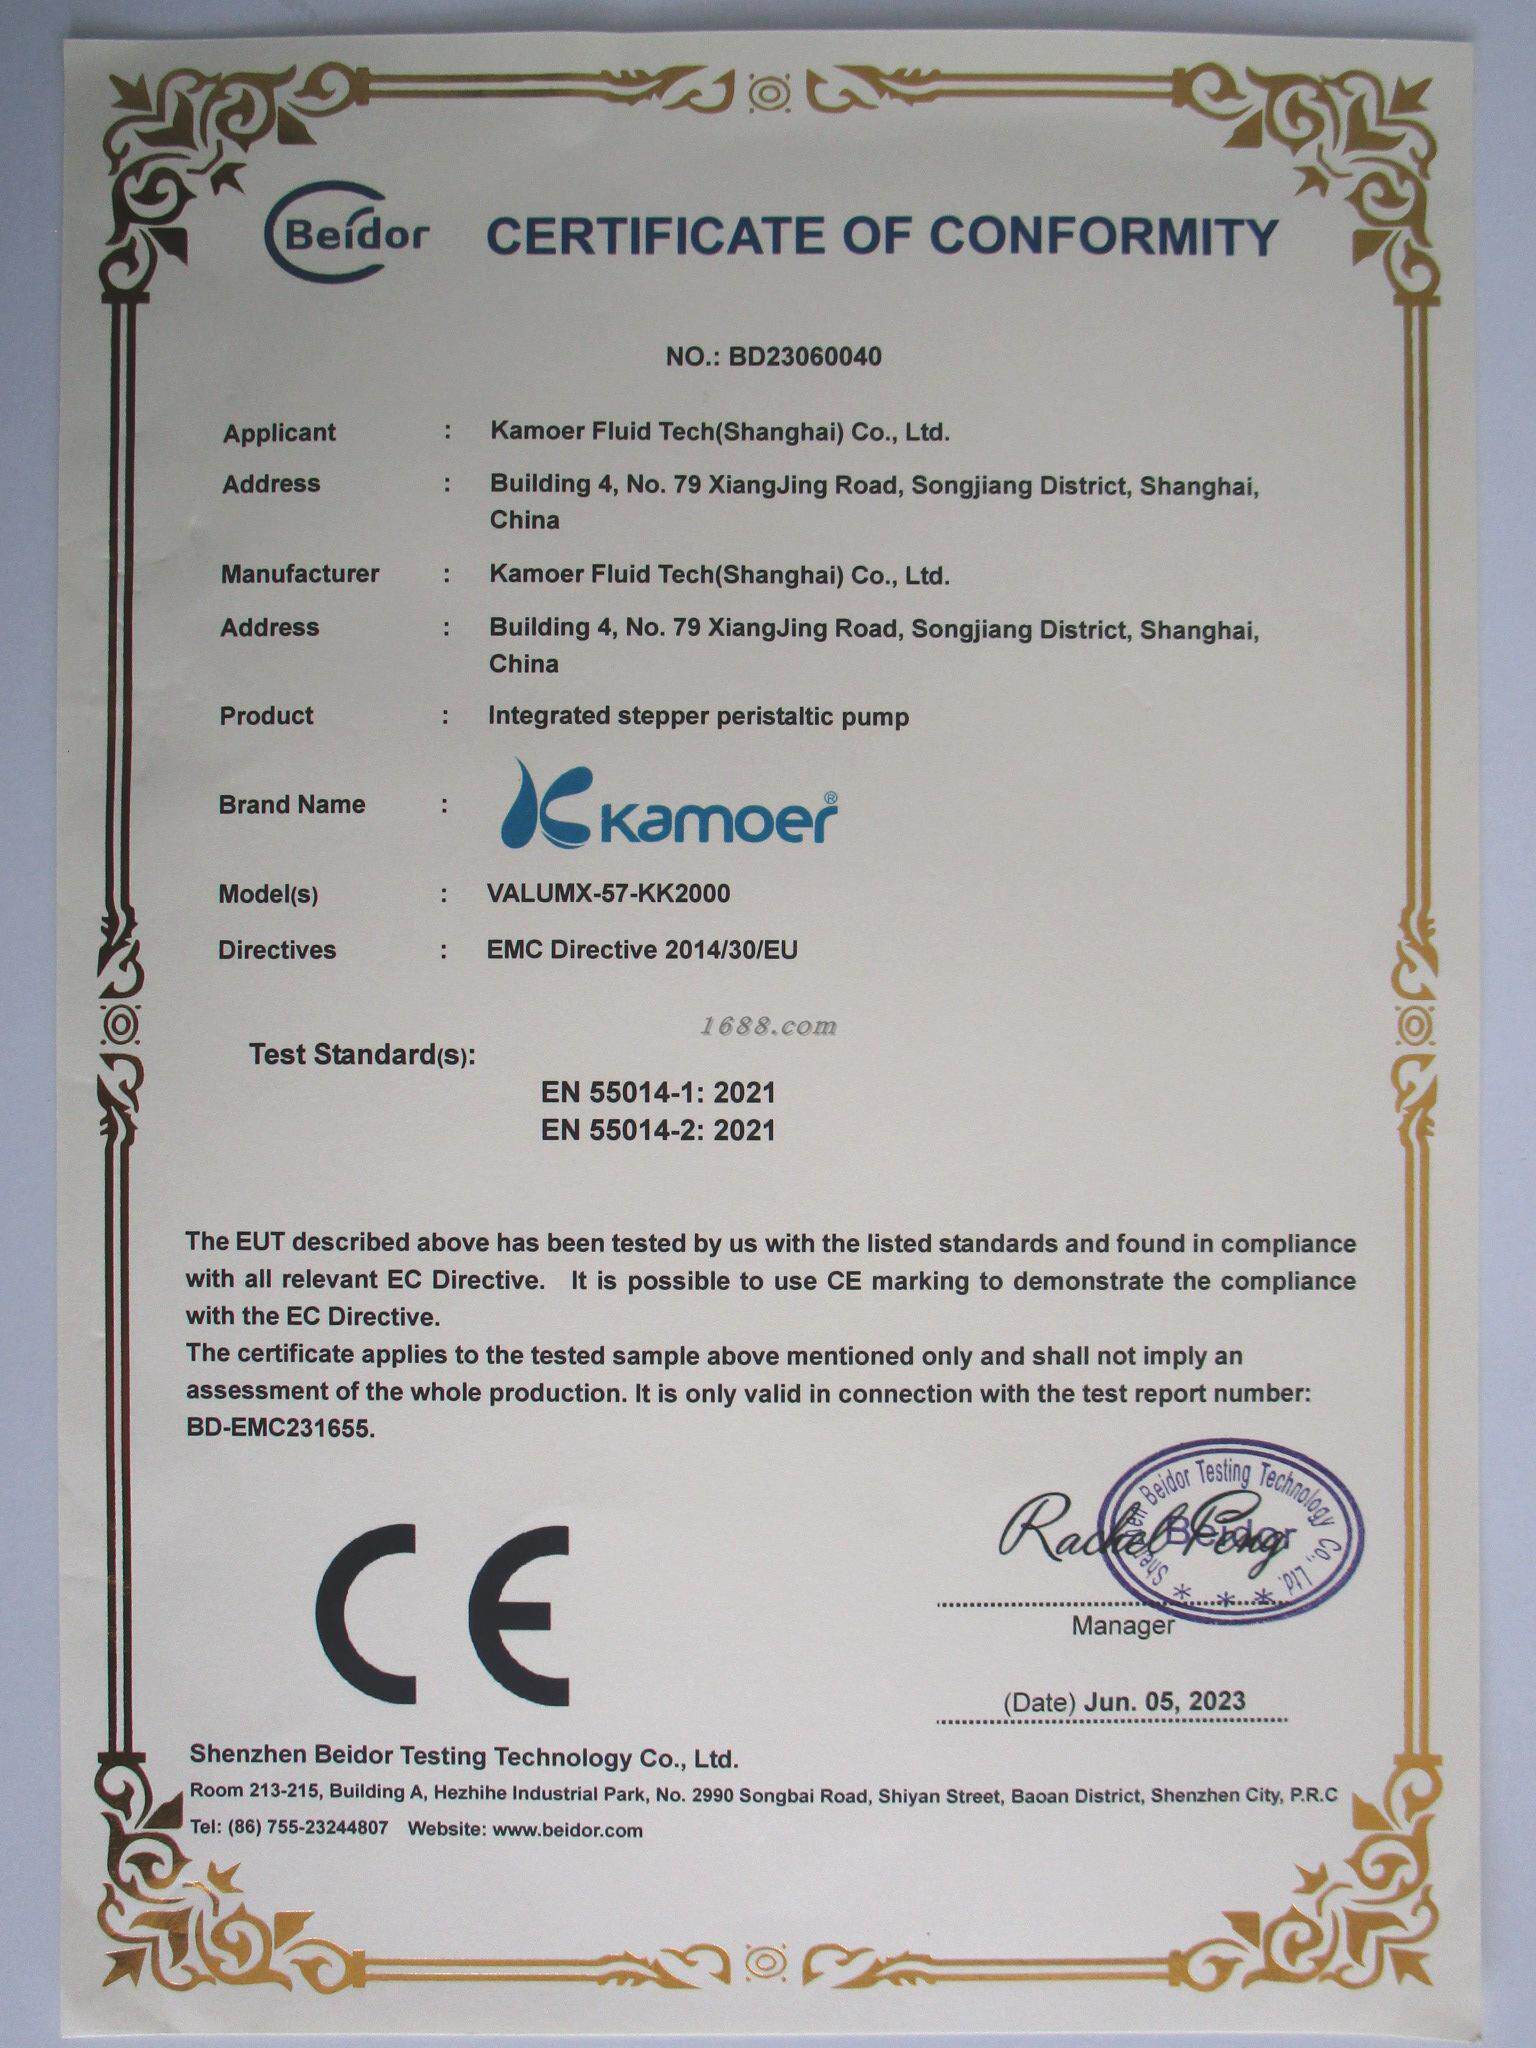 Beidor CERTIFICATE OF CONFORMITY
NO.: BD23060040
Applicant : Kamoer Fluid Tech(Shanghai) Co., Ltd.
Address : Building 4, No. 79 XiangJing Road, Songjiang District, Shanghai,
China
Manufacturer : Kamoer Fluid Tech(Shanghai) Co., Ltd.
Address : Building 4, No. 79 XiangJing Road, Songjiang District, Shanghai,
China
Product : Integrated stepper peristaltic pump
Brand Name : Kamoer®
Model(s) : VALUMX-57-KK2000
Directives : EMC Directive 2014/30/EU
1688.com
Test Standard(s):
EN 55014-1: 2021
EN 55014-2: 2021
The EUT described above has been tested by us with the listed standards and found in compliance
with all relevant EC Directive. It is possible to use CE marking to demonstrate the compliance
with the EC Directive.
The certificate applies to the tested sample above mentioned only and shall not imply an
assessment of the whole production. It is only valid in connection with the test report number:
BD-EMC231655.
Shenzhen Beidor Testing Technology Co., Ltd.
Beidor
* * *
Rachel Peng
CE
Manager
(Date) Jun. 05, 2023
Shenzhen Beidor Testing Technology Co., Ltd.
Room 213-215, Building A, Hezhihe Industrial Park, No. 2990 Songbai Road, Shiyan Street, Baoan District, Shenzhen City, P.R.C
Tel: (86) 755-23244807 Website: www.beidor.com